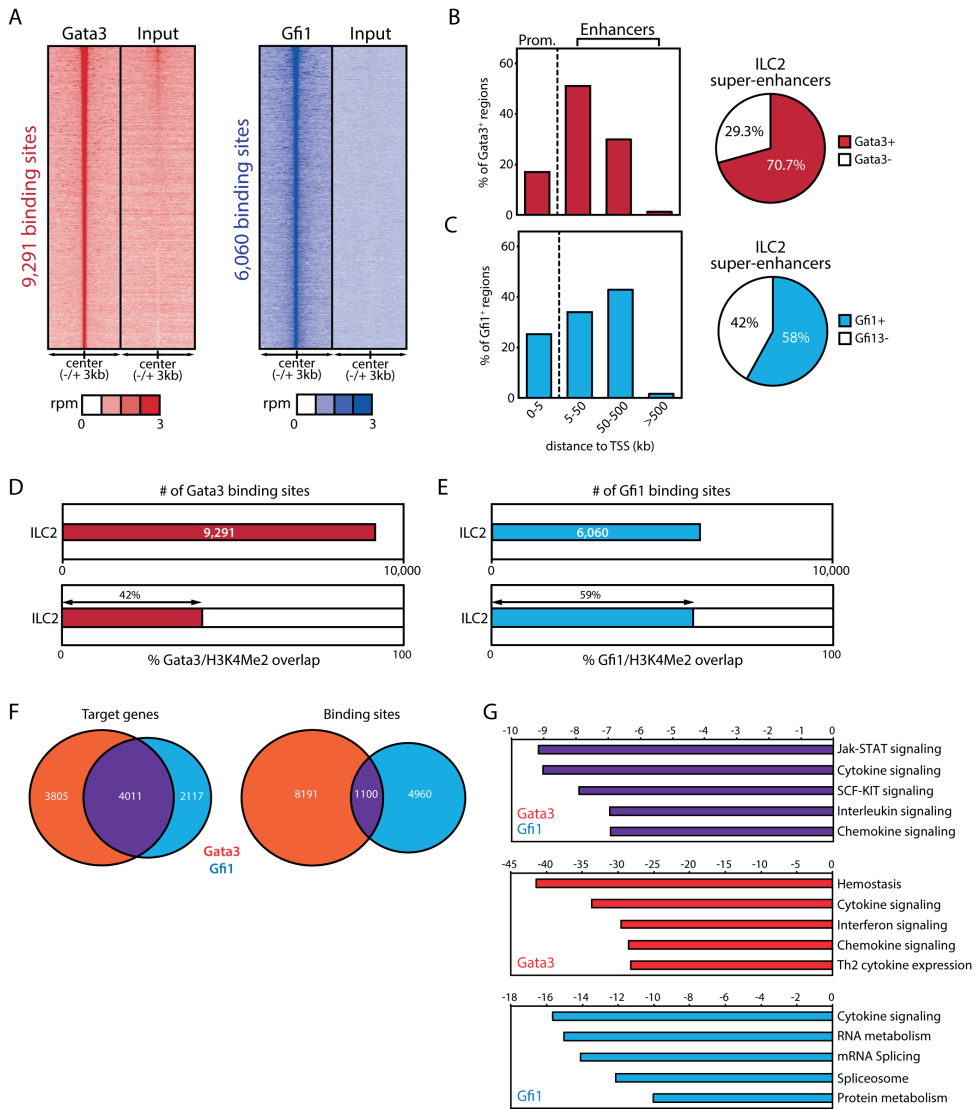 A
Gata3 Input
9,291 binding sites
center
(-/+ 3kb)
center
(-/+ 3kb)
rpm
0 3
Gfi1 Input
6,060 binding sites
center
(-/+ 3kb)
center
(-/+ 3kb)
rpm
0 3
B
Prom. Enhancers
% of Gata3+ regions
60
40
20
0
ILC2
super-enhancers
29.3%
70.7%
Gata3+
Gata3-
C
% of Gfi1+ regions
60
40
20
0
0-5 5-50 50-500 >500
distance to TSS (kb)
ILC2
super-enhancers
42%
58%
Gfi1+
Gfi13-
D
# of Gata3 binding sites
ILC2
9,291
0 10,000
42%
ILC2
0 100
% Gata3/H3K4Me2 overlap
E
# of Gfi1 binding sites
ILC2
6,060
0 10,000
59%
ILC2
0 100
% Gfi1/H3K4Me2 overlap
F
Target genes
3805 4011 2117
Gata3
Gfi1
Binding sites
8191 1100 4960
G
-10 -9 -8 -7 -6 -5 -4 -3 -2 -1 0
Jak-STAT signaling
Cytokine signaling
SCF-KIT signaling
Interleukin signaling
Chemokine signaling
Gata3
Gfi1
-45 -40 -35 -30 -25 -20 -15 -10 -5 0
Hemostasis
Cytokine signaling
Interferon signaling
Chemokine signaling
Th2 cytokine expression
Gata3
-18 -16 -14 -12 -10 -8 -6 -4 -2 0
Cytokine signaling
RNA metabolism
mRNA Splicing
Spliceosome
Protein metabolism
Gfi1